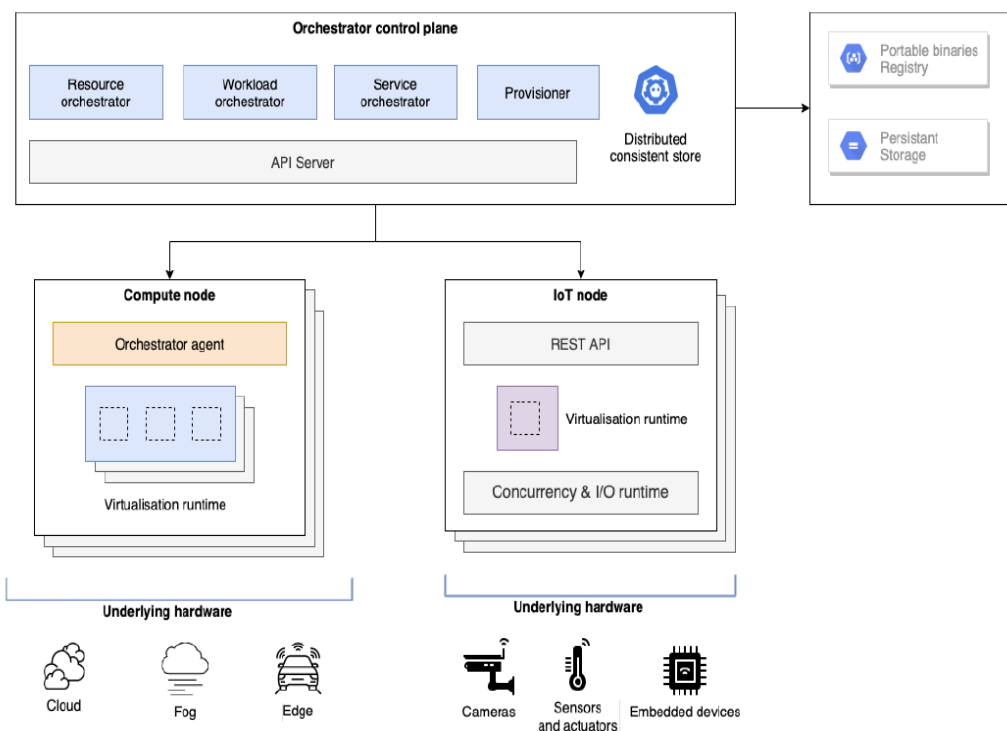 Orchestrator control plane
Resource
orchestrator
Workload
orchestrator
Service
orchestrator
Provisioner
Distributed
consistent store
API Server
Portable binaries
Registry
Persistant
Storage
Compute node
Orchestrator agent
Virtualisation runtime
IoT node
REST API
Virtualisation runtime
Concurrency & I/O runtime
Underlying hardware
Cloud
Fog
Edge
Underlying hardware
Cameras
Sensors
and actuators
Embedded devices